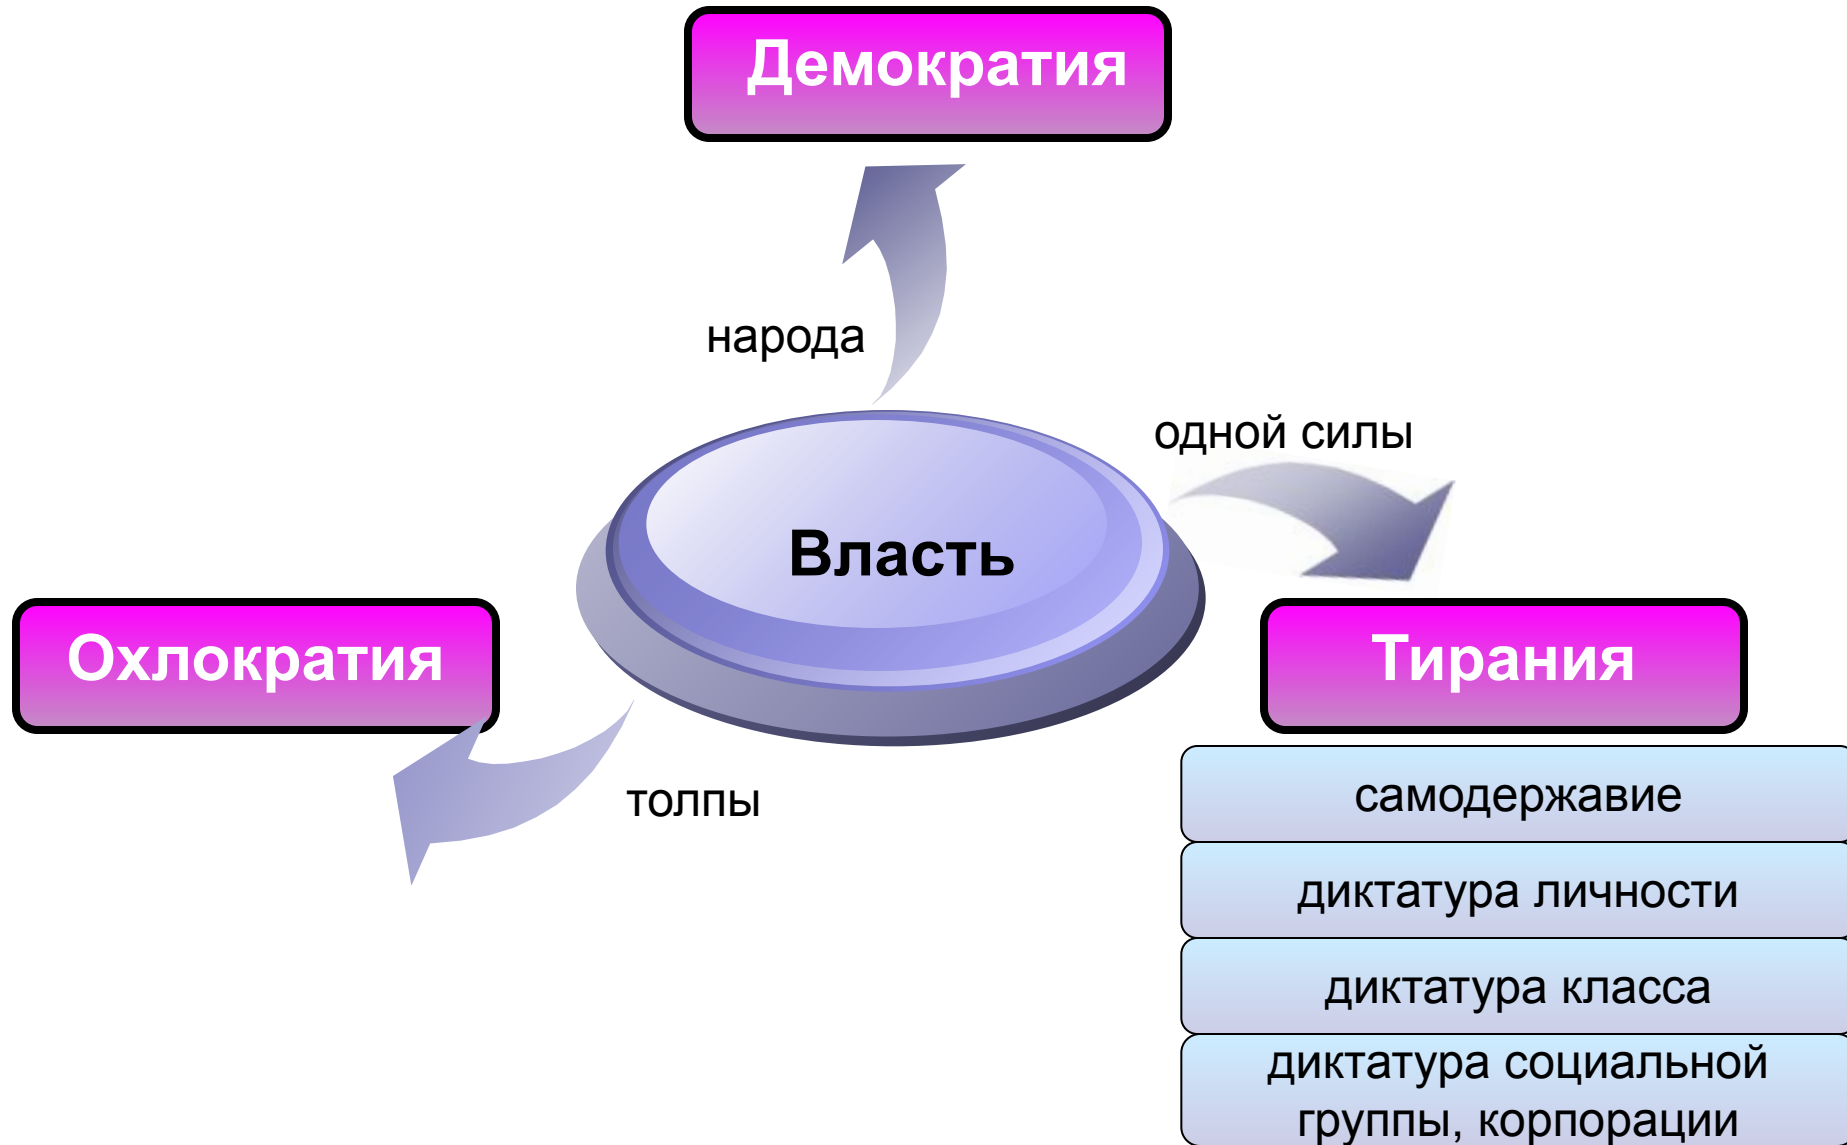 Демократия
народа
одной силы
Власть
Охлократия
Тирания
толпы
самодержавие
диктатура личности
диктатура класса
диктатура социальной
группы, корпорации